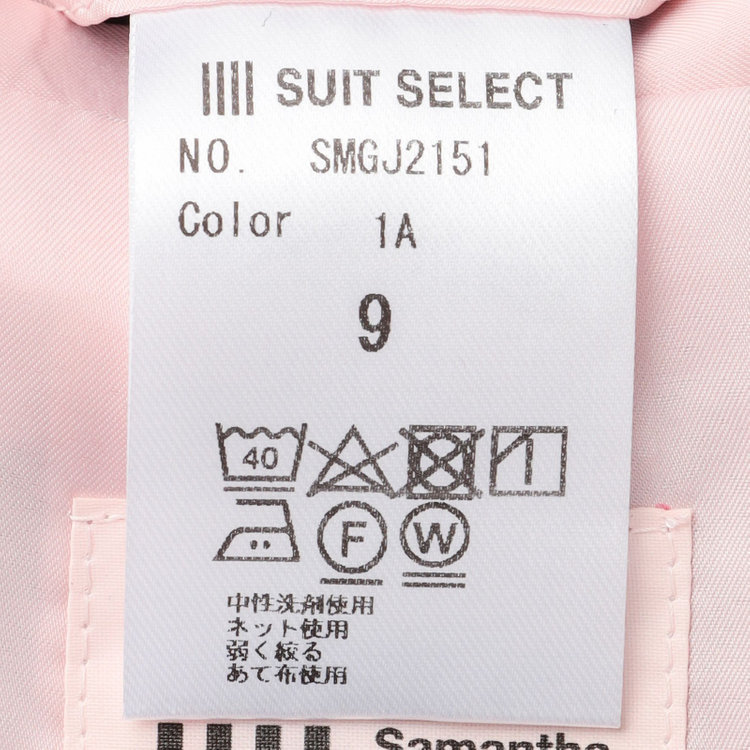 SUIT SELECT
NO. SMGJ2151
Color 1A
9
40
F W
中性洗剤使用
ネット使用
弱く絞る
あて布使用
Samantha